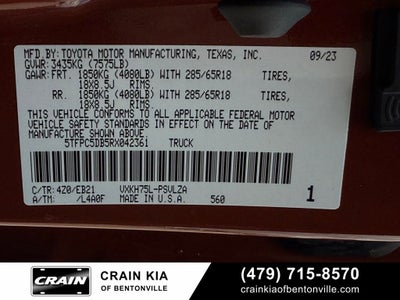 MFD.BY: TOYOTA MOTOR MANUFACTURING, TEXAS, INC. 09/23
GVWR: 3435KG (7575LB)
GAWR: FRT. 1850KG (4080LB) WITH 285/65R18 TIRES,
18X8.5J RIMS,
RR. 1850KG (4080LB) WITH 285/65R18 TIRES,
18X8.5J RIMS,
THIS VEHICLE CONFORMS TO ALL APPLICABLE FEDERAL MOTOR
VEHICLE SAFETY STANDARDS IN EFFECT ON THE DATE OF
MANUFACTURE SHOWN ABOVE.
5TFPC5DB5RX042361 TRUCK
C/TR: 4Z0/EB21 VXKH75L-PSVLZA
A/TM: /L4A0F MADE IN U.S.A. 560 1
CRAIN CRAIN KIA OF BENTONVILLE (479) 715-8570
crainkiaofbentonville.com